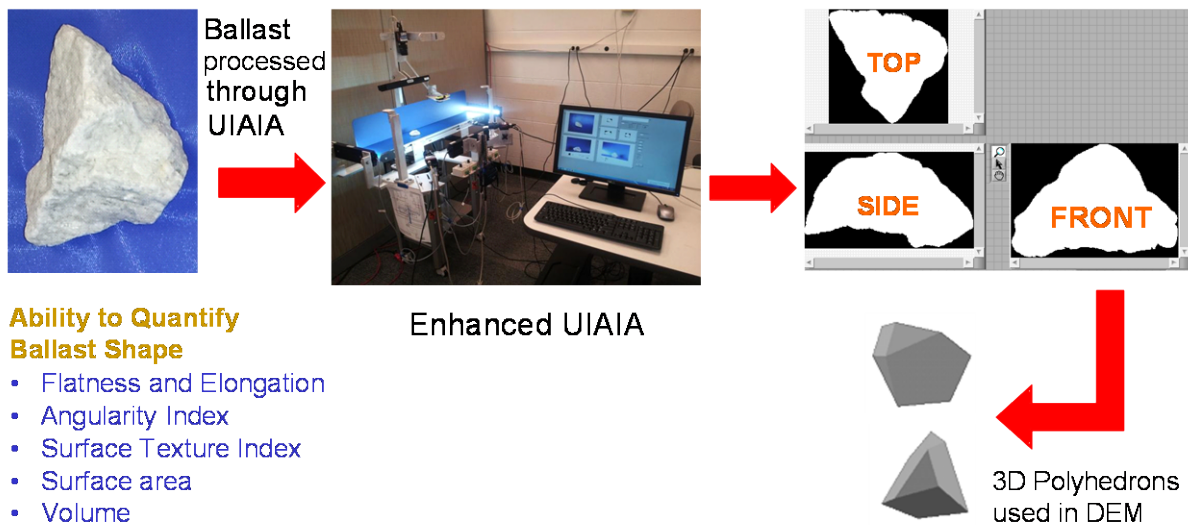 Ballast
processed
through
UIAIA
TOP
SIDE
FRONT
Enhanced UIAIA
Ability to Quantify
Ballast Shape
• Flatness and Elongation
• Angularity Index
• Surface Texture Index
• Surface area
• Volume
3D Polyhedrons
used in DEM